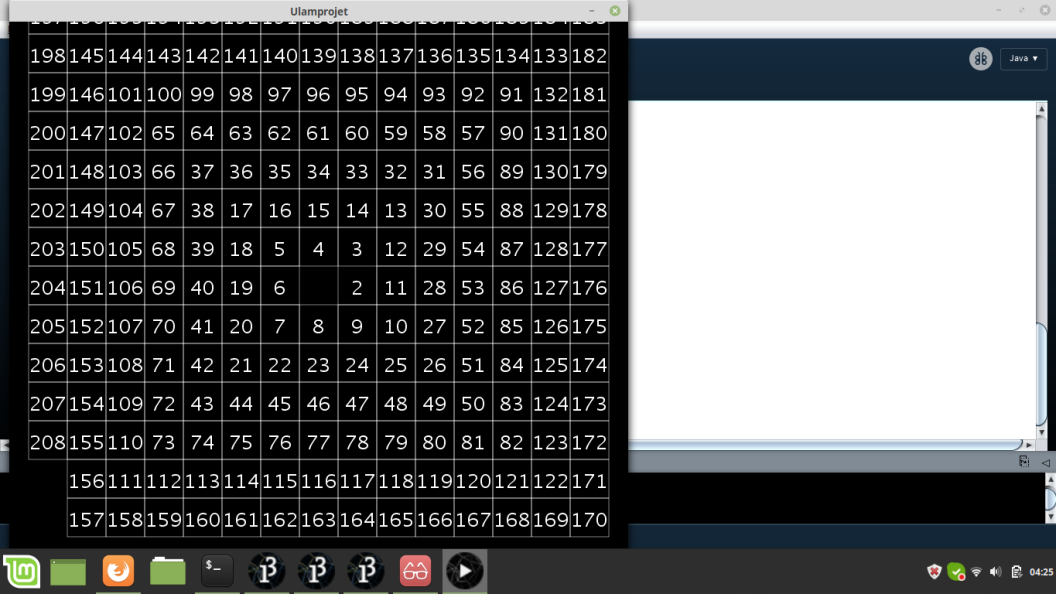 Ulamprojet
Java
198 145 144 143 142 141 140 139 138 137 136 135 134 133 182
199 146 101 100 99 98 97 96 95 94 93 92 91 132 181
200 147 102 65 64 63 62 61 60 59 58 57 90 131 180
201 148 103 66 37 36 35 34 33 32 31 56 89 130 179
202 149 104 67 38 17 16 15 14 13 30 55 88 129 178
203 150 105 68 39 18 5 4 3 12 29 54 87 128 177
204 151 106 69 40 19 6 2 11 28 53 86 127 176
205 152 107 70 41 20 7 8 9 10 27 52 85 126 175
206 153 108 71 42 21 22 23 24 25 26 51 84 125 174
207 154 109 72 43 44 45 46 47 48 49 50 83 124 173
208 155 110 73 74 75 76 77 78 79 80 81 82 123 172
156 111 112 113 114 115 116 117 118 119 120 121 122 171
157 158 159 160 161 162 163 164 165 166 167 168 169 170
$_
04:25